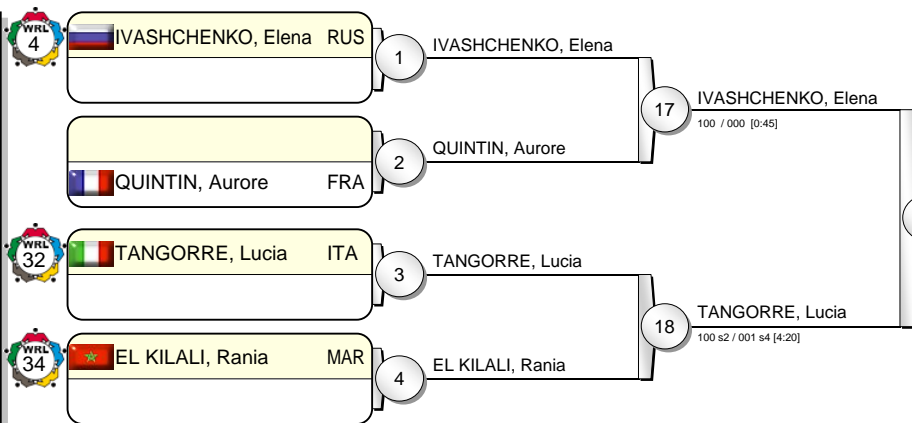 WRL
4
IVASHCHENKO, Elena RUS
1
IVASHCHENKO, Elena
17
IVASHCHENKO, Elena
100 / 000 [0:45]
2
QUINTIN, Aurore
QUINTIN, Aurore FRA
WRL
32
TANGORRE, Lucia ITA
3
TANGORRE, Lucia
18
TANGORRE, Lucia
100 s2 / 001 s4 [4:20]
WRL
34
EL KILALI, Rania MAR
4
EL KILALI, Rania